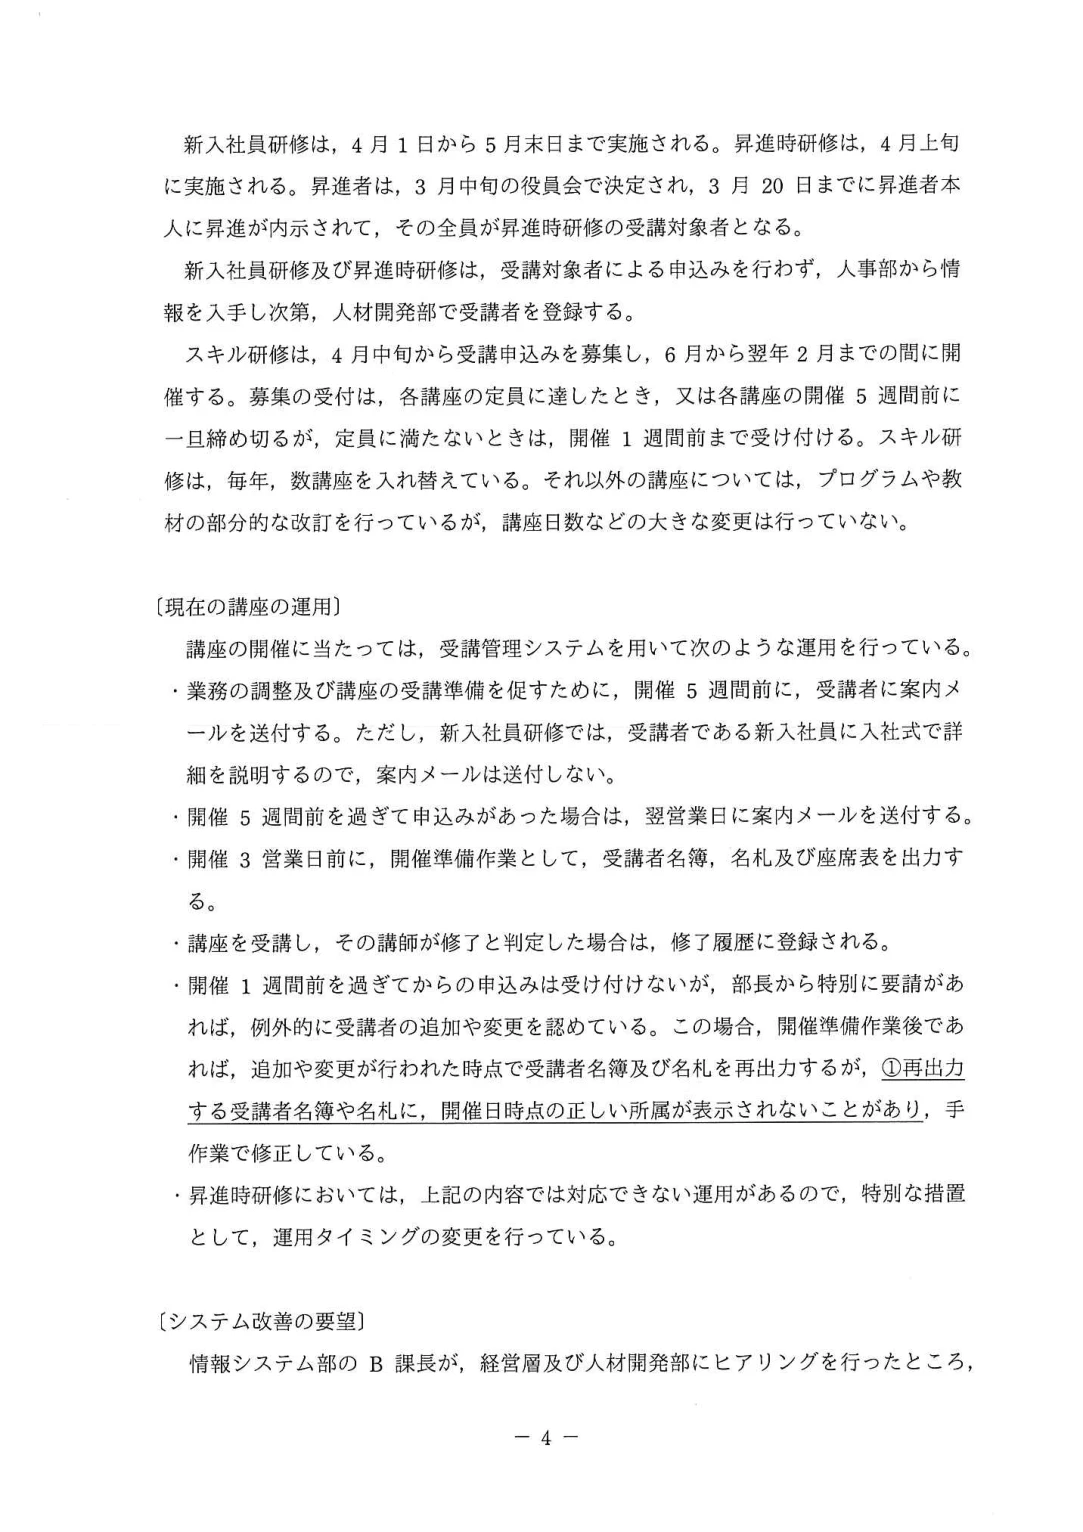 新入社員研修は，4 月 1 日から 5 月末日まで実施される。昇進時研修は，4 月上旬
に実施される。昇進者は，3 月中旬の役員会で決定され，3 月 20 日までに昇進者本
人に昇進が内示されて，その全員が昇進時研修の受講対象者となる。
新入社員研修及び昇進時研修は，受講対象者による申込みを行わず，人事部から情
報を入手し次第，人材開発部で受講者を登録する。
スキル研修は，4 月中旬から受講申込みを募集し，6 月から翌年 2 月までの間に開
催する。募集の受付は，各講座の定員に達したとき，又は各講座の開催 5 週間前に
一旦締め切るが，定員に満たないときは，開催 1 週間前まで受け付ける。スキル研
修は，毎年，数講座を入れ替えている。それ以外の講座については，プログラムや教
材の部分的な改訂を行っているが，講座日数などの大きな変更は行っていない。
〔現在の講座の運用〕
講座の開催に当たっては，受講管理システムを用いて次のような運用を行っている。
・業務の調整及び講座の受講準備を促すために，開催 5 週間前に，受講者に案内メ
ールを送付する。ただし，新入社員研修では，受講者である新入社員に入社式で詳
細を説明するので，案内メールは送付しない。
・開催 5 週間前を過ぎて申込みがあった場合は，翌営業日に案内メールを送付する。
・開催 3 営業日前に，開催準備作業として，受講者名簿，名札及び座席表を出力す
る。
・講座を受講し，その講師が修了と判定した場合は，修了履歴に登録される。
・開催 1 週間前を過ぎてからの申込みは受け付けないが，部長から特別に要請があ
れば，例外的に受講者の追加や変更を認めている。この場合，開催準備作業後であ
れば，追加や変更が行われた時点で受講者名簿及び名札を再出力するが，①再出力
する受講者名簿や名札に，開催日時点の正しい所属が表示されないことがあり，手
作業で修正している。
・昇進時研修においては，上記の内容では対応できない運用があるので，特別な措置
として，運用タイミングの変更を行っている。
〔システム改善の要望〕
情報システム部の B 課長が，経営層及び人材開発部にヒアリングを行ったところ，
－ 4 －